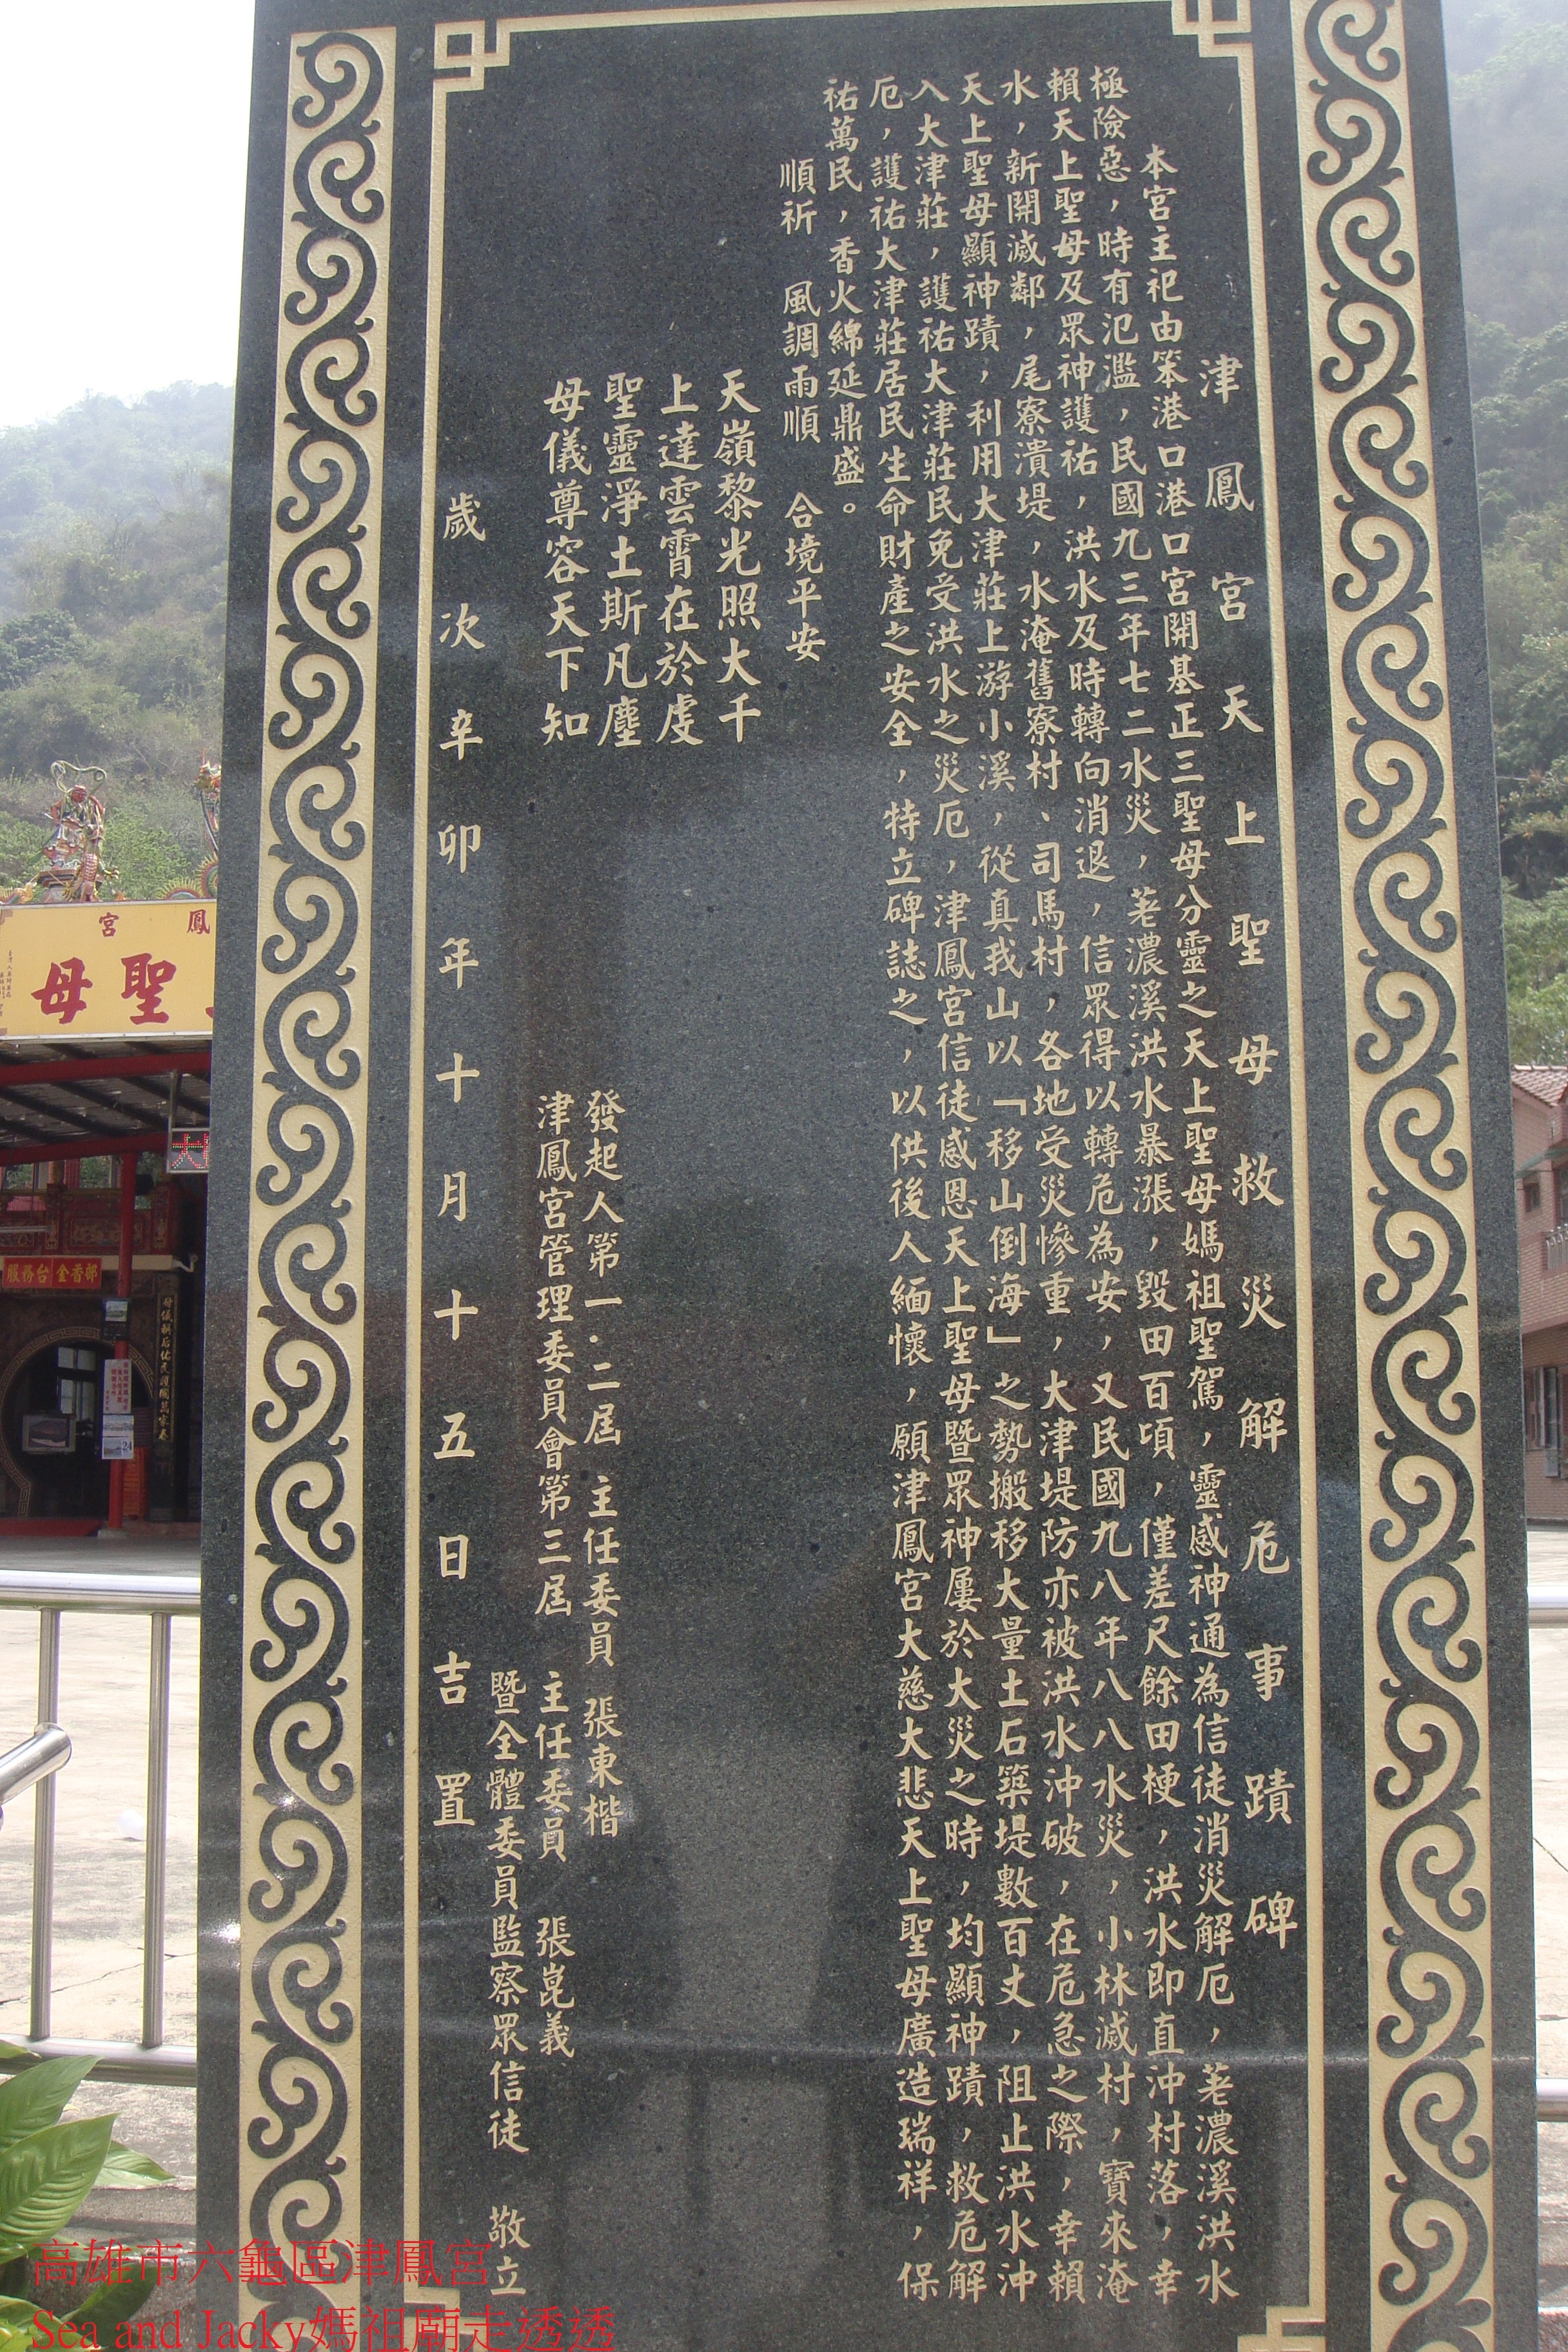 津鳳宮天上聖母救災解危事蹟碑
本宮主祀由笨港口港口宮開基正三聖母分靈之天上聖母媽祖聖駕，靈感神通為信徒消災解厄，荖濃溪洪水
極險惡，時有氾濫，民國九三年七二水災，荖濃溪洪水暴漲，毀田百頃，僅差尺餘田梗，洪水即直沖村落，幸
賴天上聖母及眾神護祐，洪水及時轉向消退，信眾得以轉危為安，又民國九八年八八水災，小林滅村，寶來淹
水，新開滅鄰，尾寮潰堤，水淹舊寮村、司馬村，各地受災慘重，大津堤防亦被洪水沖破，在危急之際，幸賴
天上聖母顯神蹟，利用大津莊上游小溪，從真我山以「移山倒海」之勢搬移大量土石築堤數百丈，阻止洪水沖
入大津莊，護祐大津莊民免受洪水之災厄，津鳳宮信徒感恩天上聖母暨眾神屢於大災之時，均顯神蹟，救危解
厄，護祐大津莊居民生命財產之安全，特立碑誌之，以供後人緬懷，願津鳳宮大慈大悲天上聖母廣造瑞祥，保
祐萬民，香火綿延鼎盛。
順祈 風調雨順 合境平安
天嶺黎光照大千
上達雲霄在於虔
聖靈淨土斯凡塵
母儀尊容天下知
發起人第一．二屆 主任委員 張東楷
津鳳宮管理委員會第三屆 主任委員 張崑義
暨全體委員監察眾信徒 敬立
歲次辛卯年十月十五日吉置
鳳宮
聖母
服務台 金香部
高雄市六龜區津鳳宮
Sea and Jacky媽祖廟走透透